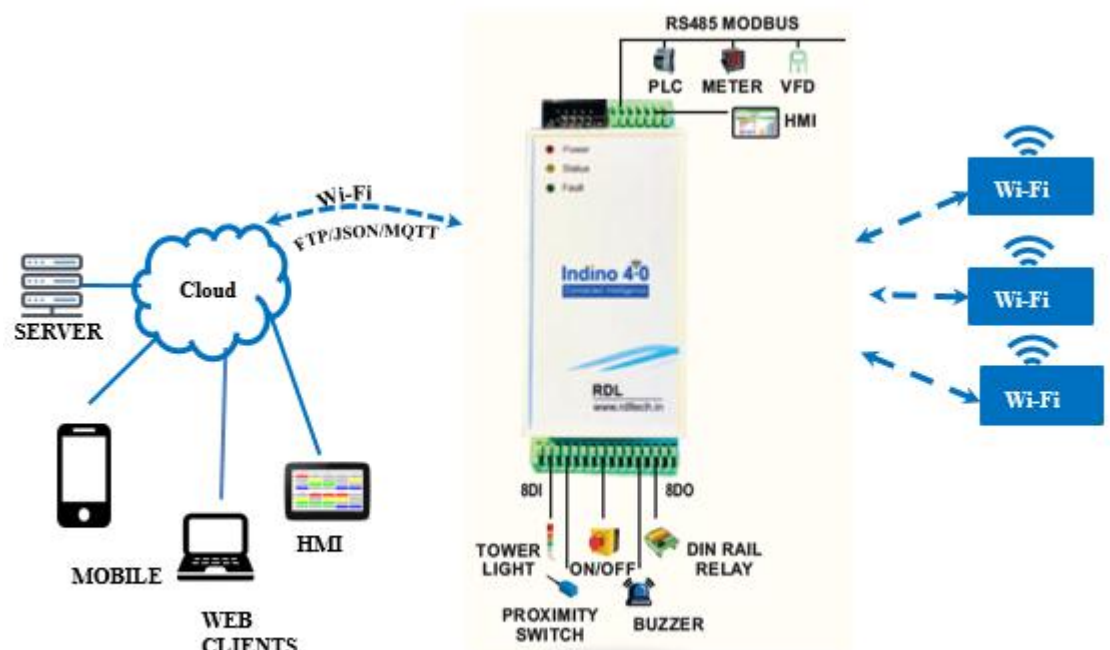 RS485 MODBUS
PLC METER VFD
HMI
Power
Status
Fault
Wi-Fi
FTP/JSON/MQTT
Cloud
SERVER
Indino 4.0
Connected Intelligence
RDL
www.rdltech.in
Wi-Fi
Wi-Fi
Wi-Fi
8DI
8DO
TOWER
LIGHT
ON/OFF
DIN RAIL
RELAY
PROXIMITY
SWITCH
BUZZER
HMI
MOBILE
WEB
CLIENTS